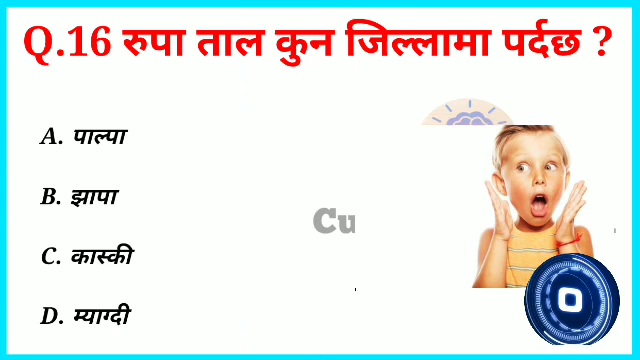 Q.16 रुपा ताल कुन जिल्लामा पर्दछ ?
A. पाल्पा
B. झापा
C. कास्की
D. म्याग्दी
Cu